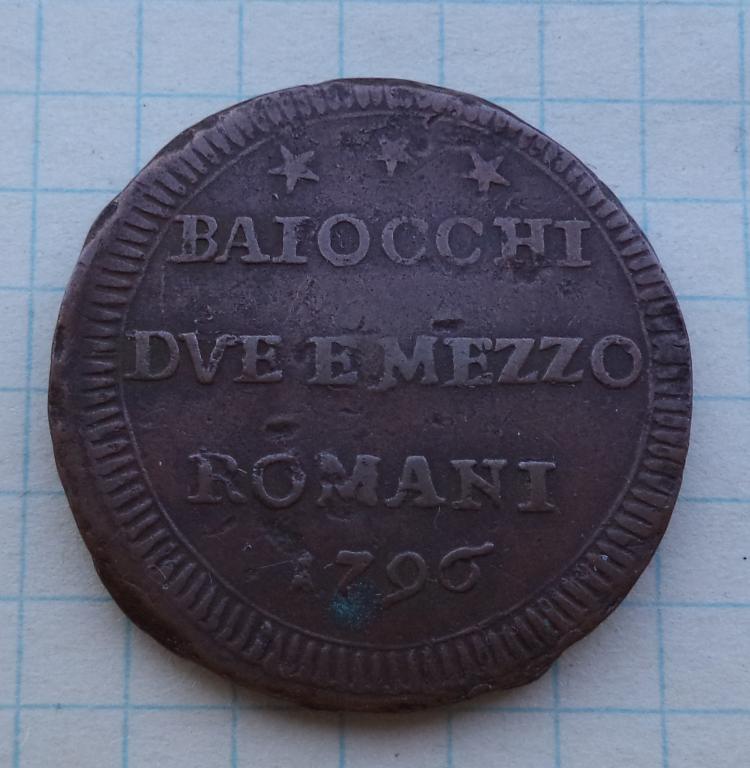 BAIOCCHI
DVE E MEZZO
ROMANI
1796